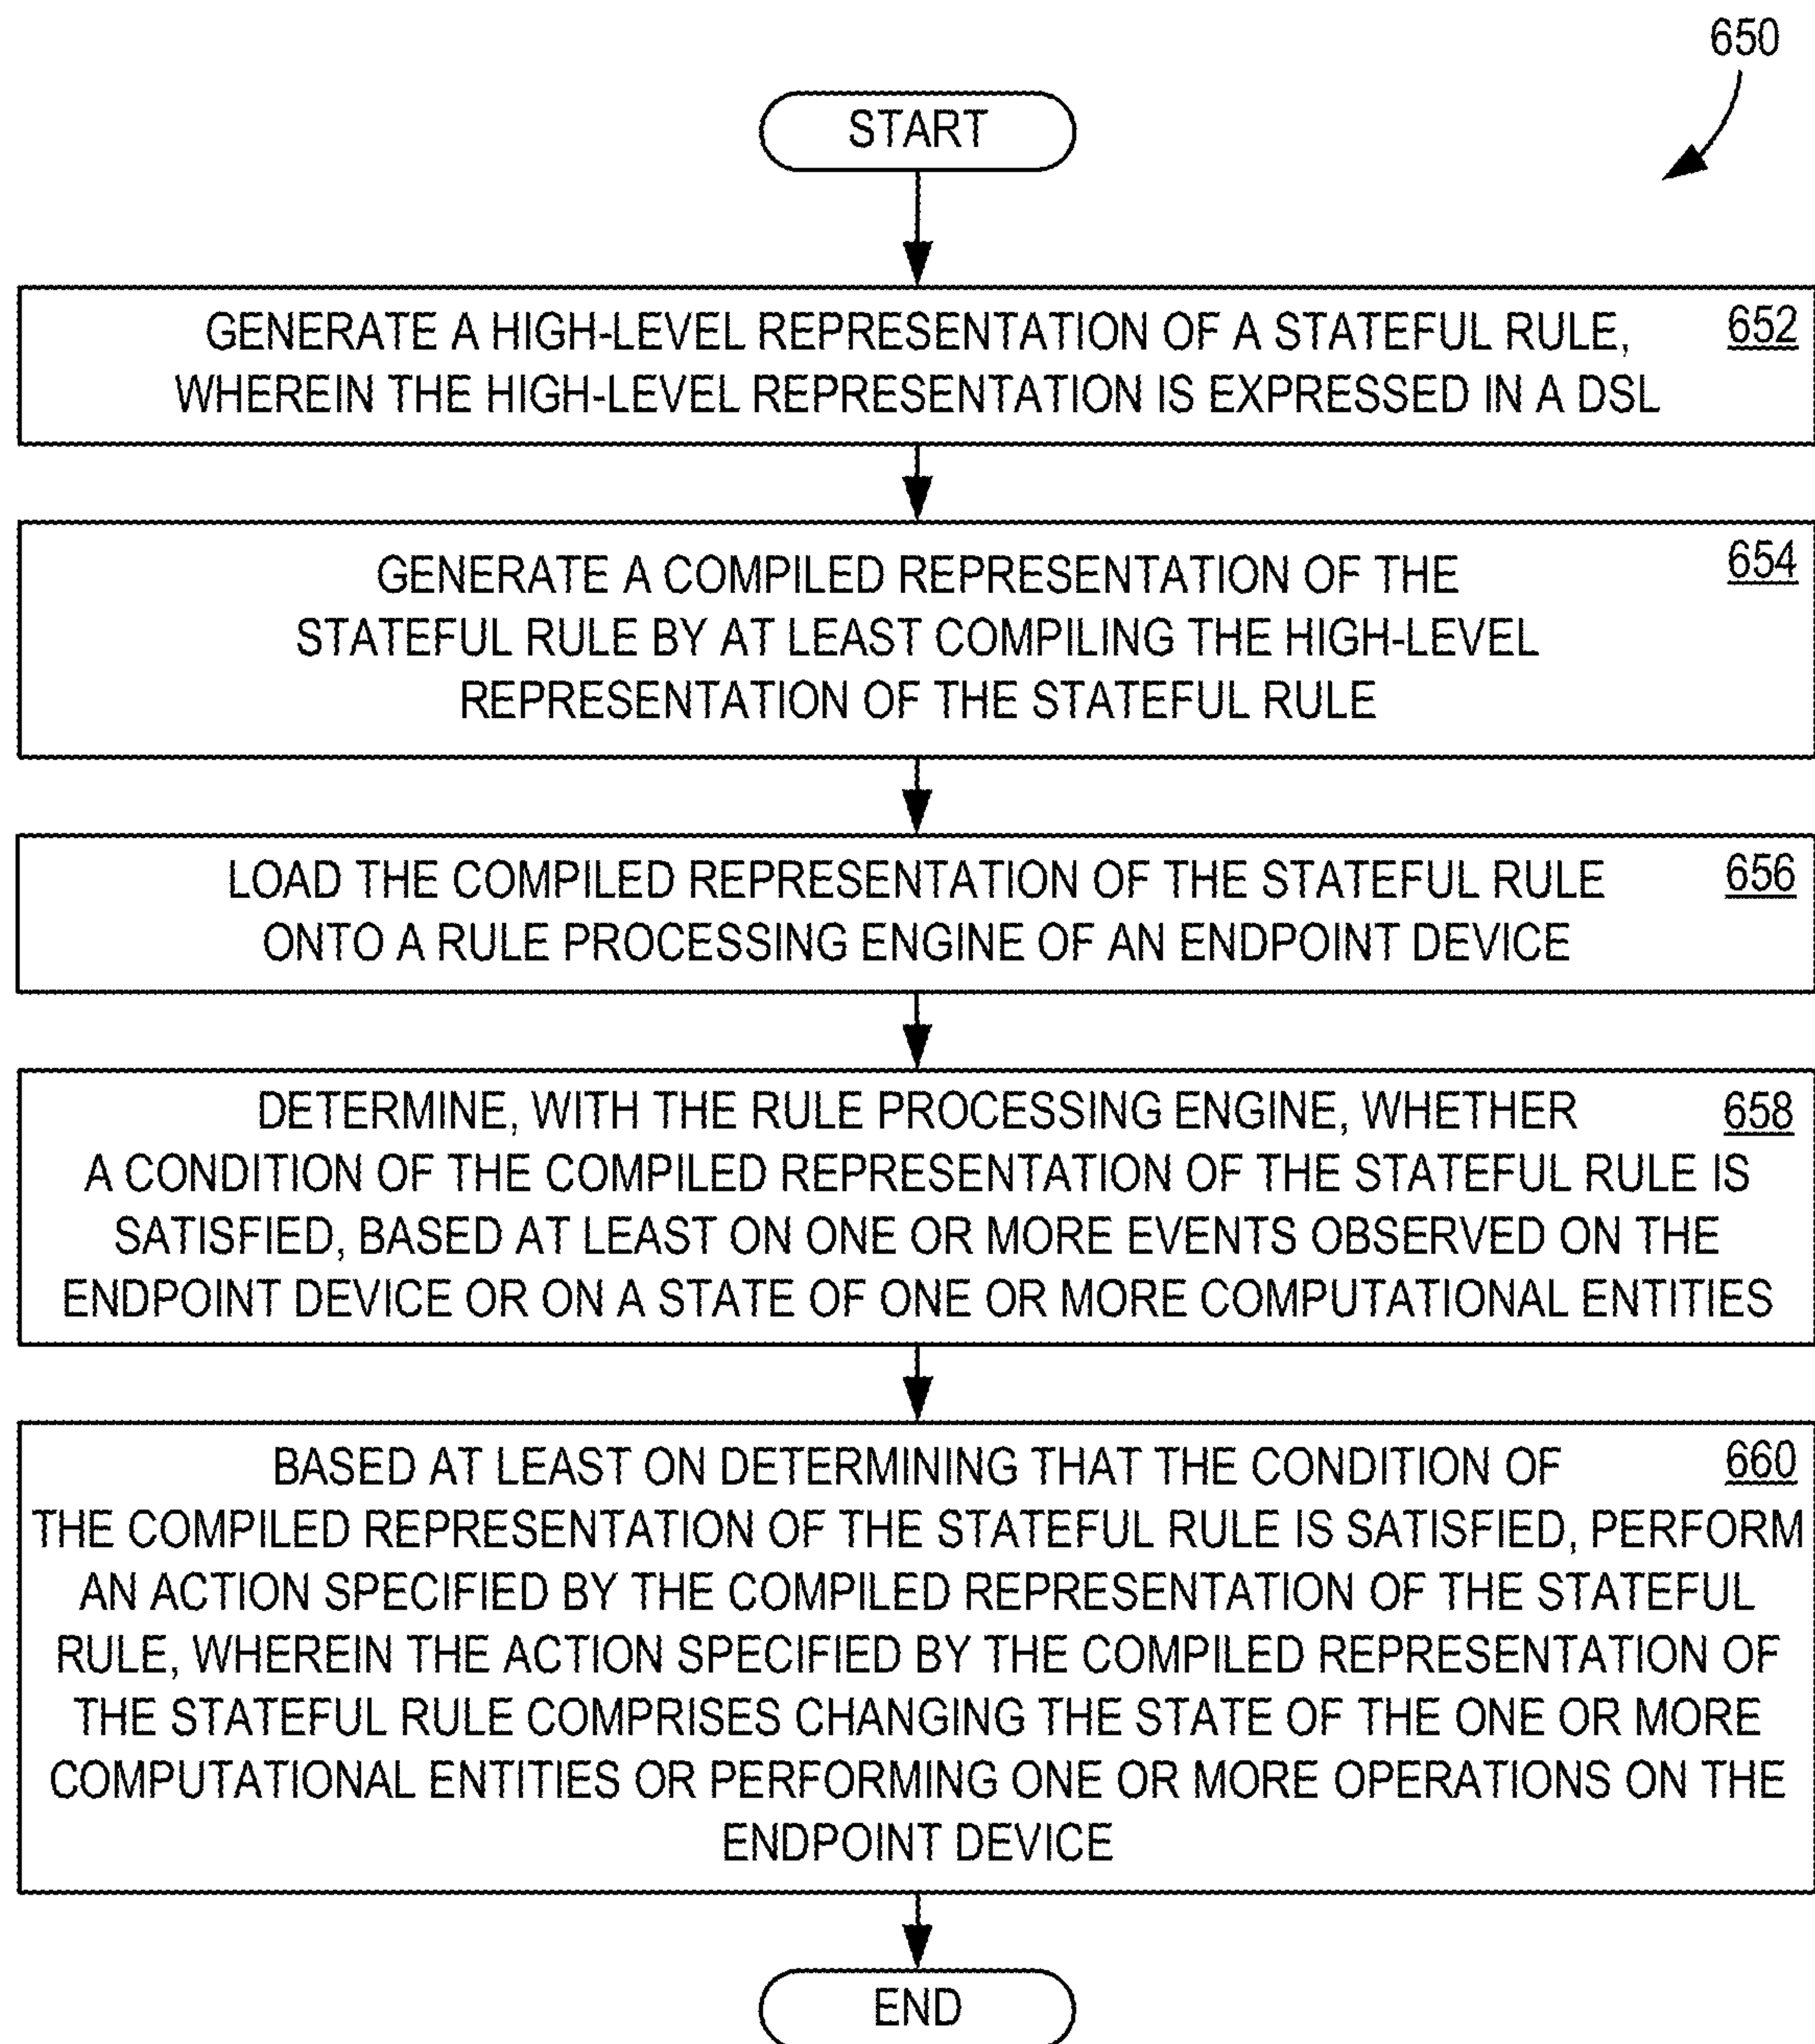 650
START
GENERATE A HIGH-LEVEL REPRESENTATION OF A STATEFUL RULE, 652
WHEREIN THE HIGH-LEVEL REPRESENTATION IS EXPRESSED IN A DSL
GENERATE A COMPILED REPRESENTATION OF THE 654
STATEFUL RULE BY AT LEAST COMPILING THE HIGH-LEVEL
REPRESENTATION OF THE STATEFUL RULE
LOAD THE COMPILED REPRESENTATION OF THE STATEFUL RULE 656
ONTO A RULE PROCESSING ENGINE OF AN ENDPOINT DEVICE
DETERMINE, WITH THE RULE PROCESSING ENGINE, WHETHER 658
A CONDITION OF THE COMPILED REPRESENTATION OF THE STATEFUL RULE IS
SATISFIED, BASED AT LEAST ON ONE OR MORE EVENTS OBSERVED ON THE
ENDPOINT DEVICE OR ON A STATE OF ONE OR MORE COMPUTATIONAL ENTITIES
BASED AT LEAST ON DETERMINING THAT THE CONDITION OF 660
THE COMPILED REPRESENTATION OF THE STATEFUL RULE IS SATISFIED, PERFORM
AN ACTION SPECIFIED BY THE COMPILED REPRESENTATION OF THE STATEFUL
RULE, WHEREIN THE ACTION SPECIFIED BY THE COMPILED REPRESENTATION OF
THE STATEFUL RULE COMPRISES CHANGING THE STATE OF THE ONE OR MORE
COMPUTATIONAL ENTITIES OR PERFORMING ONE OR MORE OPERATIONS ON THE
ENDPOINT DEVICE
END